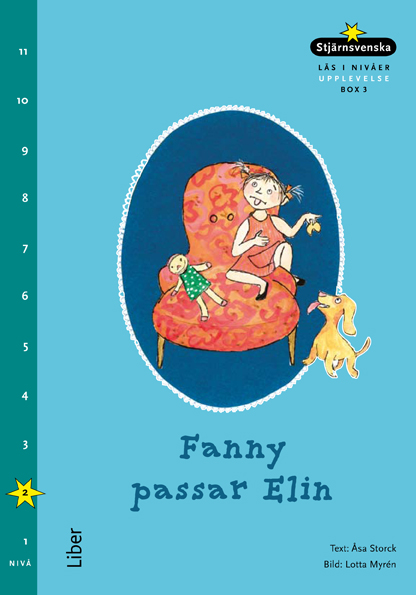 Stjärnsvenska
LÄS I NIVÅER
UPPLEVELSE
BOX 3
11
10
9
8
7
6
5
4
3
2
1
NIVÅ
Fanny
passar Elin
Liber
Text: Åsa Storck
Bild: Lotta Myrén